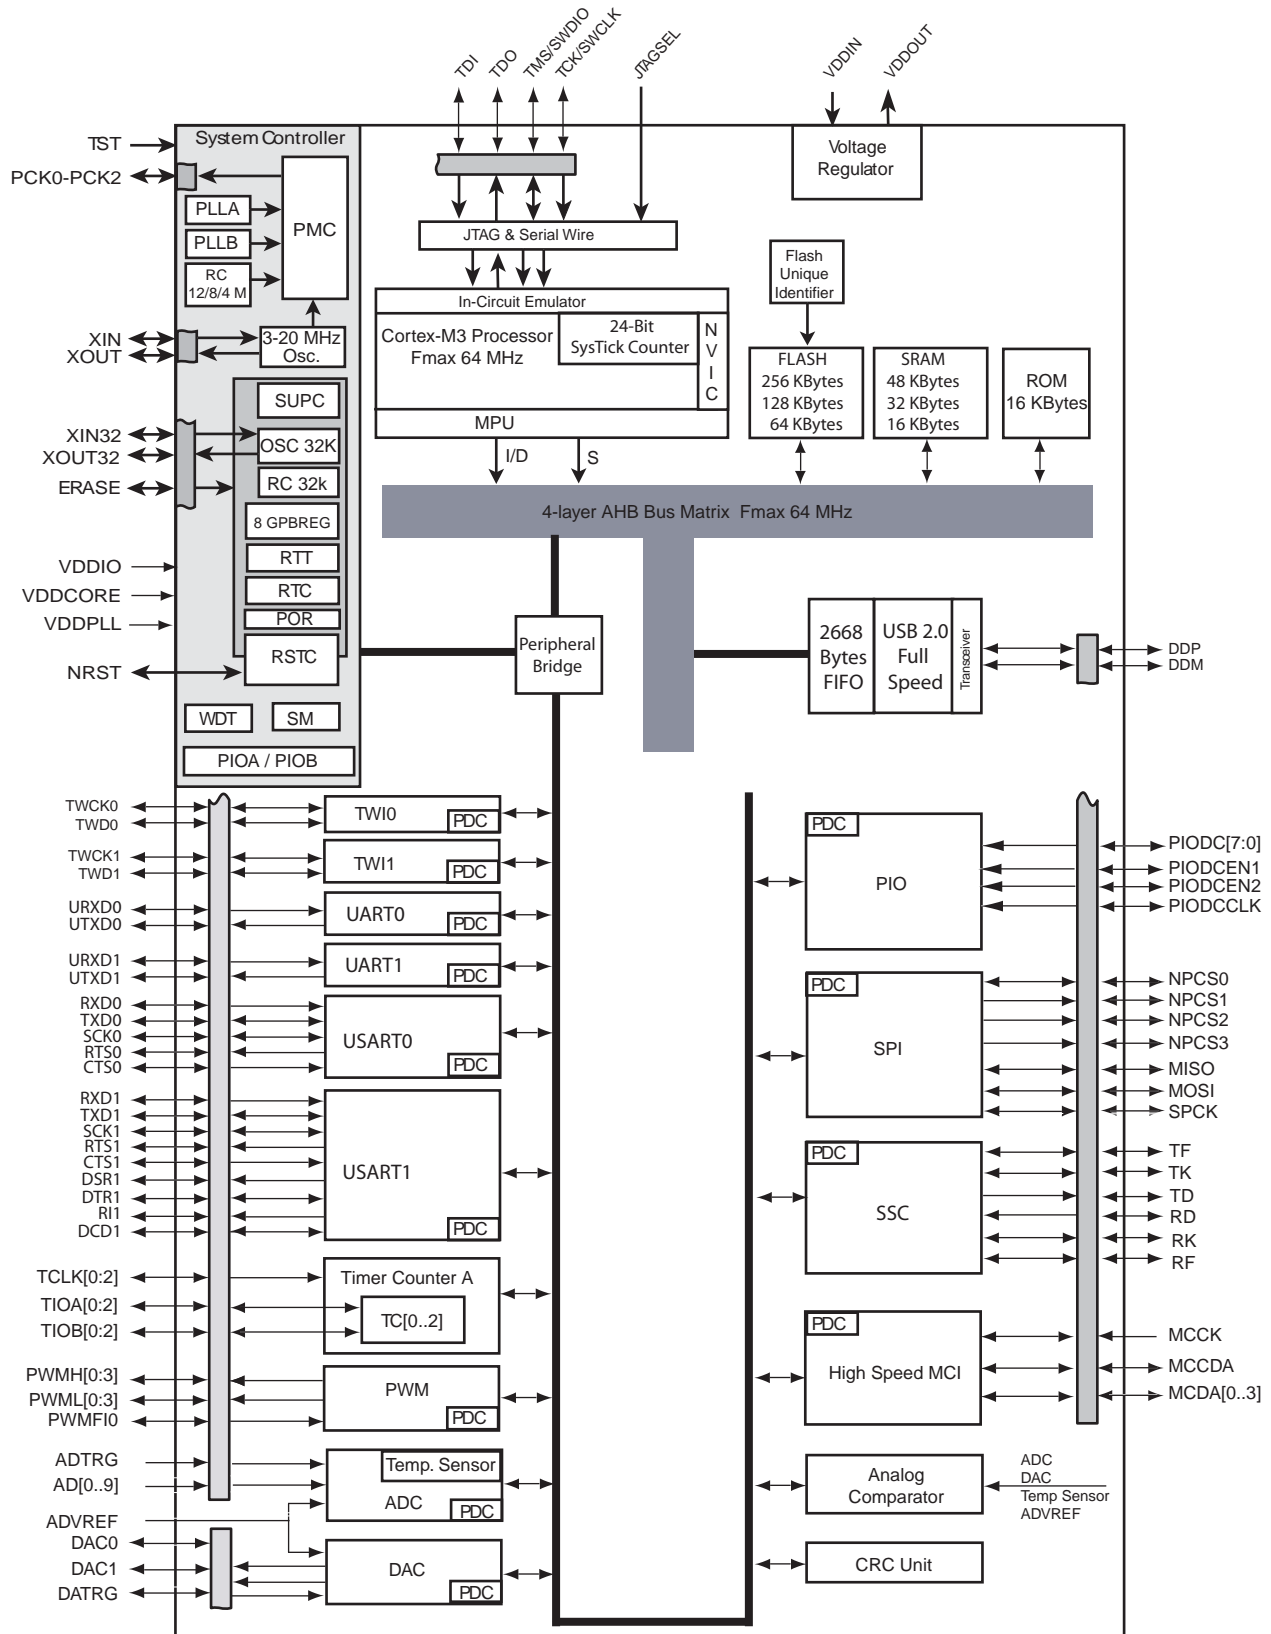 TDI
TDO
TMS/SWDIO
TCK/SWCLK
JTAGSEL
VDDIN
VDDOUT
TST
System Controller
Voltage
Regulator
PCK0-PCK2
PLLA
PMC
PLLB
RC
12/8/4 M
JTAG & Serial Wire
Flash
Unique
Identifier
In-Circuit Emulator
XIN
XOUT
3-20 MHz
Osc.
Cortex-M3 Processor
Fmax 64 MHz
24-Bit
SysTick Counter
N
V
I
C
FLASH
256 KBytes
128 KBytes
64 KBytes
SRAM
48 KBytes
32 KBytes
16 KBytes
ROM
16 KBytes
SUPC
MPU
XIN32
XOUT32
OSC 32K
I/D
S
ERASE
RC 32k
8 GPBREG
4-layer AHB Bus Matrix Fmax 64 MHz
RTT
VDDIO
RTC
VDDCORE
POR
VDDPLL
RSTC
NRST
Peripheral
Bridge
2668
Bytes
FIFO
USB 2.0
Full
Speed
Transceiver
DDP
DDM
WDT
SM
PIOA / PIOB
TWCK0
TWD0
TWI0
PDC
TWCK1
TWD1
TWI1
PDC
URXD0
UTXD0
UART0
PDC
URXD1
UTXD1
UART1
PDC
RXD0
TXD0
SCK0
RTS0
CTS0
USART0
PDC
RXD1
TXD1
SCK1
RTS1
CTS1
DSR1
DTR1
RI1
DCD1
USART1
PDC
TCLK[0:2]
TIOA[0:2]
TIOB[0:2]
Timer Counter A
TC[0..2]
PWMH[0:3]
PWML[0:3]
PWMFI0
PWM
PDC
ADTRG
AD[0..9]
Temp. Sensor
ADC
PDC
ADVREF
DAC0
DAC1
DATRG
DAC
PDC
PDC
PIO
PIODC[7:0]
PIODCEN1
PIODCEN2
PIODCCLK
PDC
SPI
NPCS0
NPCS1
NPCS2
NPCS3
MISO
MOSI
SPCK
PDC
SSC
TF
TK
TD
RD
RK
RF
PDC
High Speed MCI
MCCK
MCCDA
MCDA[0..3]
Analog
Comparator
ADC
DAC
Temp Sensor
ADVREF
CRC Unit